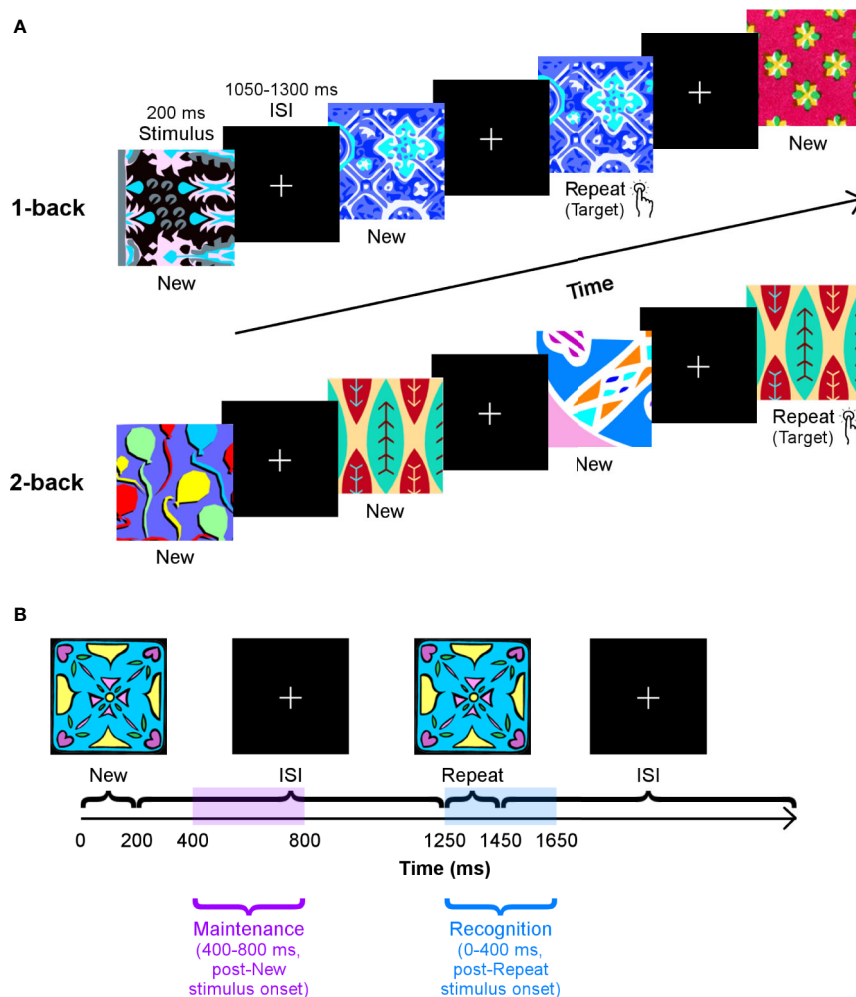 A
1050-1300 ms
ISI
200 ms
Stimulus
New
1-back
New
Repeat
(Target)
New
Time
2-back
New
New
New
Repeat
(Target)
B
New
ISI
Repeat
ISI
0
200
400
800
1250
1450
1650
Time (ms)
Maintenance
(400-800 ms,
post-New
stimulus onset)
Recognition
(0-400 ms,
post-Repeat
stimulus onset)